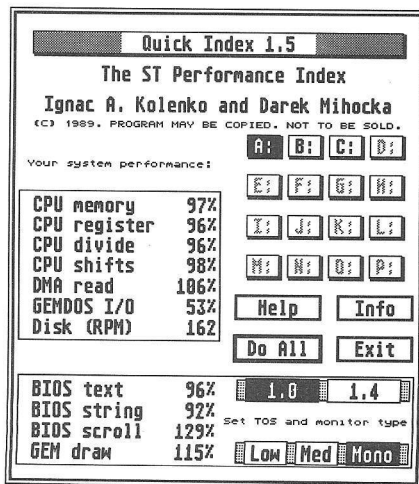 Quick Index 1.5
The ST Performance Index
Ignac A. Kolenko and Darek Mihocka
(C) 1989. PROGRAM MAY BE COPIED. NOT TO BE SOLD.
Your system performance:
A: B: C: D:
E: F: G: H:
I: J: K: L:
M: N: O: P:
CPU memory 97%
CPU register 96%
CPU divide 96%
CPU shifts 98%
DMA read 106%
GEMDOS I/O 53%
Disk (RPM) 162
Help Info
Do All Exit
BIOS text 96%
BIOS string 92%
BIOS scroll 129%
GEM draw 115%
1.0 1.4
Set TOS and monitor type
Low Med Mono